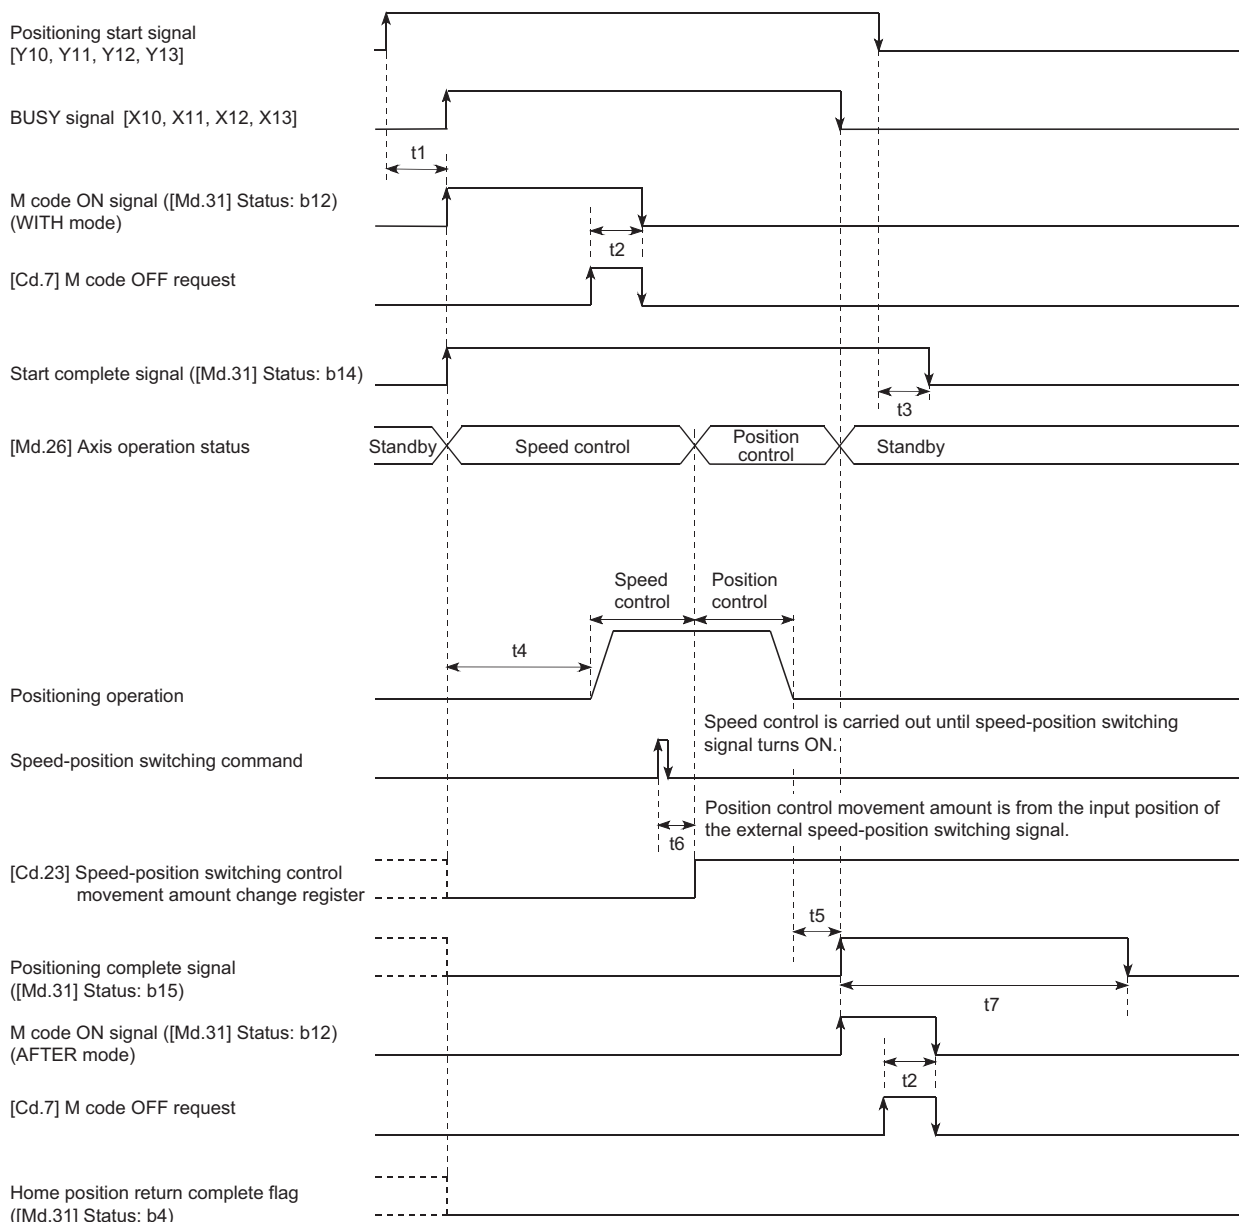 Positioning start signal
[Y10, Y11, Y12, Y13]
BUSY signal [X10, X11, X12, X13]
t1
M code ON signal ([Md.31] Status: b12)
(WITH mode)
t2
[Cd.7] M code OFF request
Start complete signal ([Md.31] Status: b14)
t3
[Md.26] Axis operation status
Standby
Speed control
Position
control
Standby
Speed
control
Position
control
t4
Positioning operation
Speed control is carried out until speed-position switching
signal turns ON.
Speed-position switching command
Position control movement amount is from the input position of
the external speed-position switching signal.
t6
[Cd.23] Speed-position switching control
movement amount change register
t5
Positioning complete signal
([Md.31] Status: b15)
t7
M code ON signal ([Md.31] Status: b12)
(AFTER mode)
t2
[Cd.7] M code OFF request
Home position return complete flag
([Md.31] Status: b4)